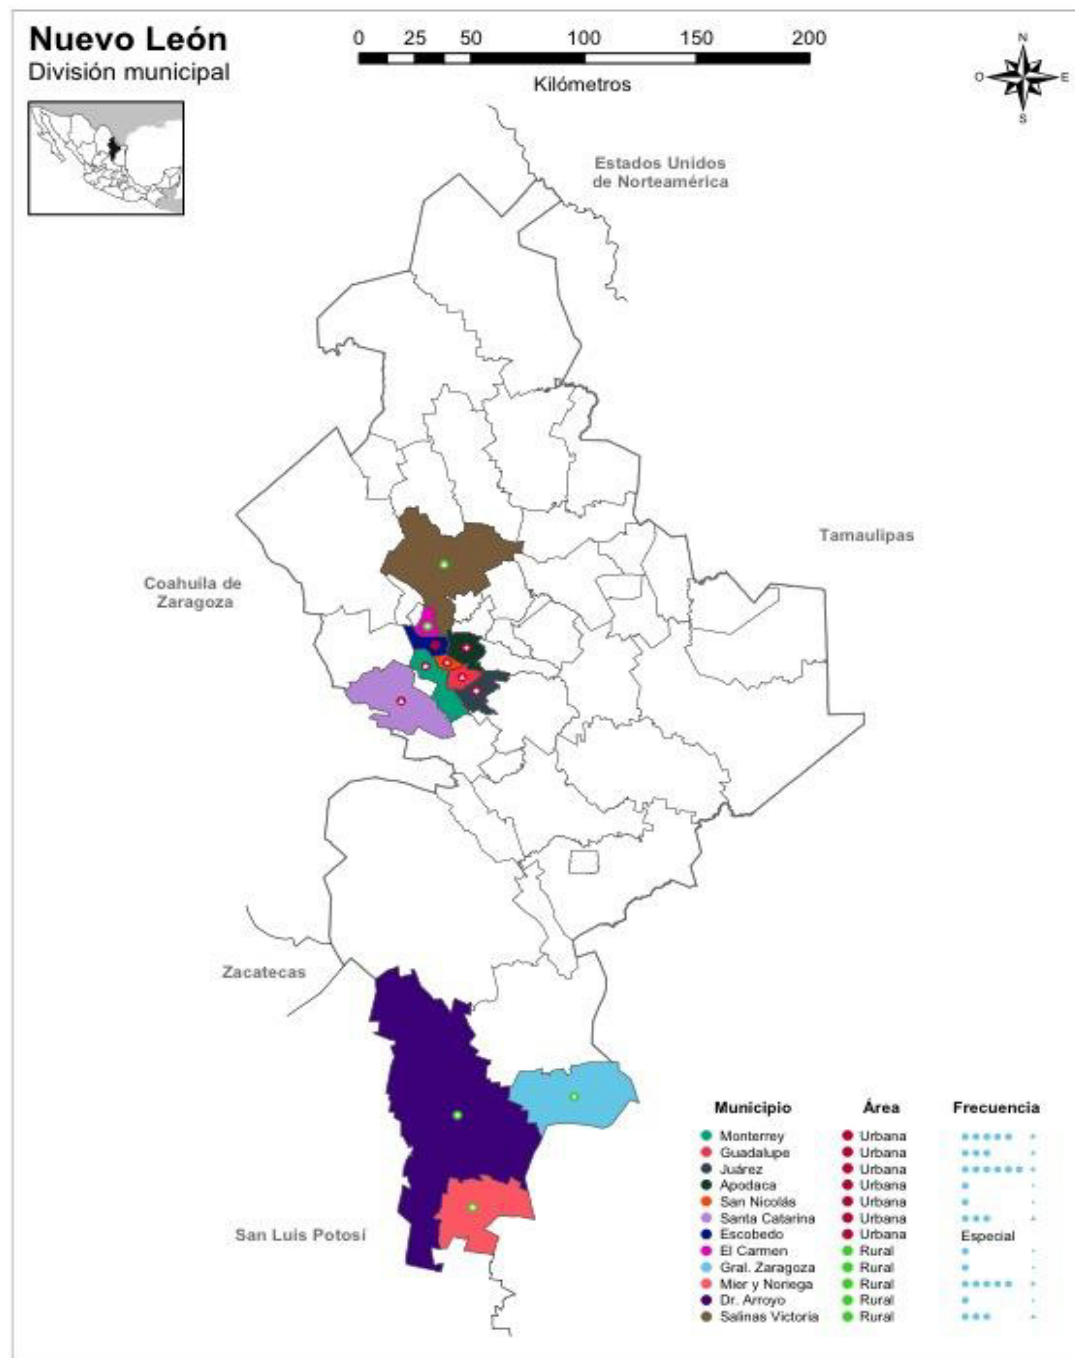 Nuevo León
División municipal
0 25 50 100 150 200
Kilómetros
N
O E
S
Estados Unidos
de Norteamérica
Tamaulipas
Coahuila de
Zaragoza
Zacatecas
San Luis Potosí
Municipio Área Frecuencia
Monterrey Urbana
Guadalupe Urbana
Juárez Urbana
Apodaca Urbana
San Nicolás Urbana
Santa Catarina Urbana
Escobedo Urbana Especial
El Carmen Rural
Gral. Zaragoza Rural
Mier y Noriega Rural
Dr. Arroyo Rural
Salinas Victoria Rural